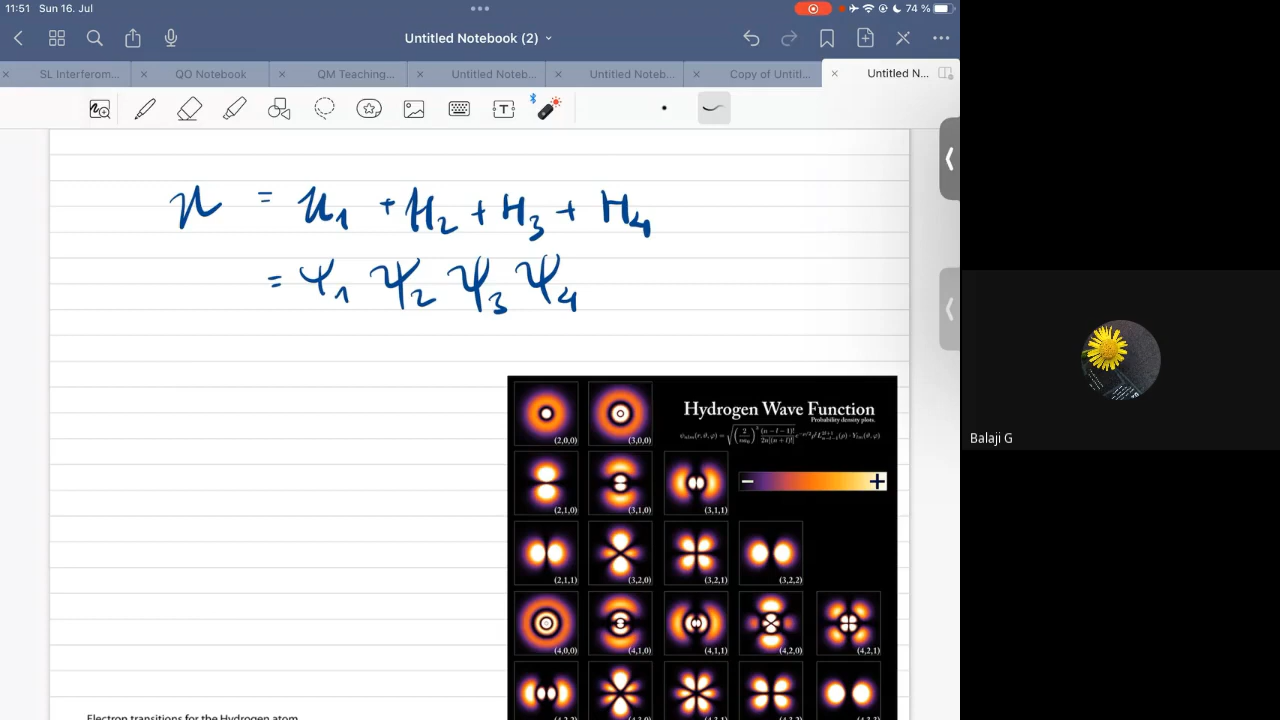 11:51 Sun 16. Jul
74 %
Untitled Notebook (2)
SL Interferom...
QO Notebook
QM Teaching...
Untitled Noteb...
Untitled Noteb...
Copy of Untitl...
Untitled N...
H = H1 + H2 + H3 + H4
= Ψ1 Ψ2 Ψ3 Ψ4
Hydrogen Wave Function
Probability density plots.
− +
(2,0,0) (3,0,0)
(2,1,0) (3,1,0) (3,1,1)
(2,1,1) (3,2,0) (3,2,1) (3,2,2)
(4,0,0) (4,1,0) (4,1,1) (4,2,0) (4,2,1)
Electron transitions for the Hydrogen atom
Balaji G